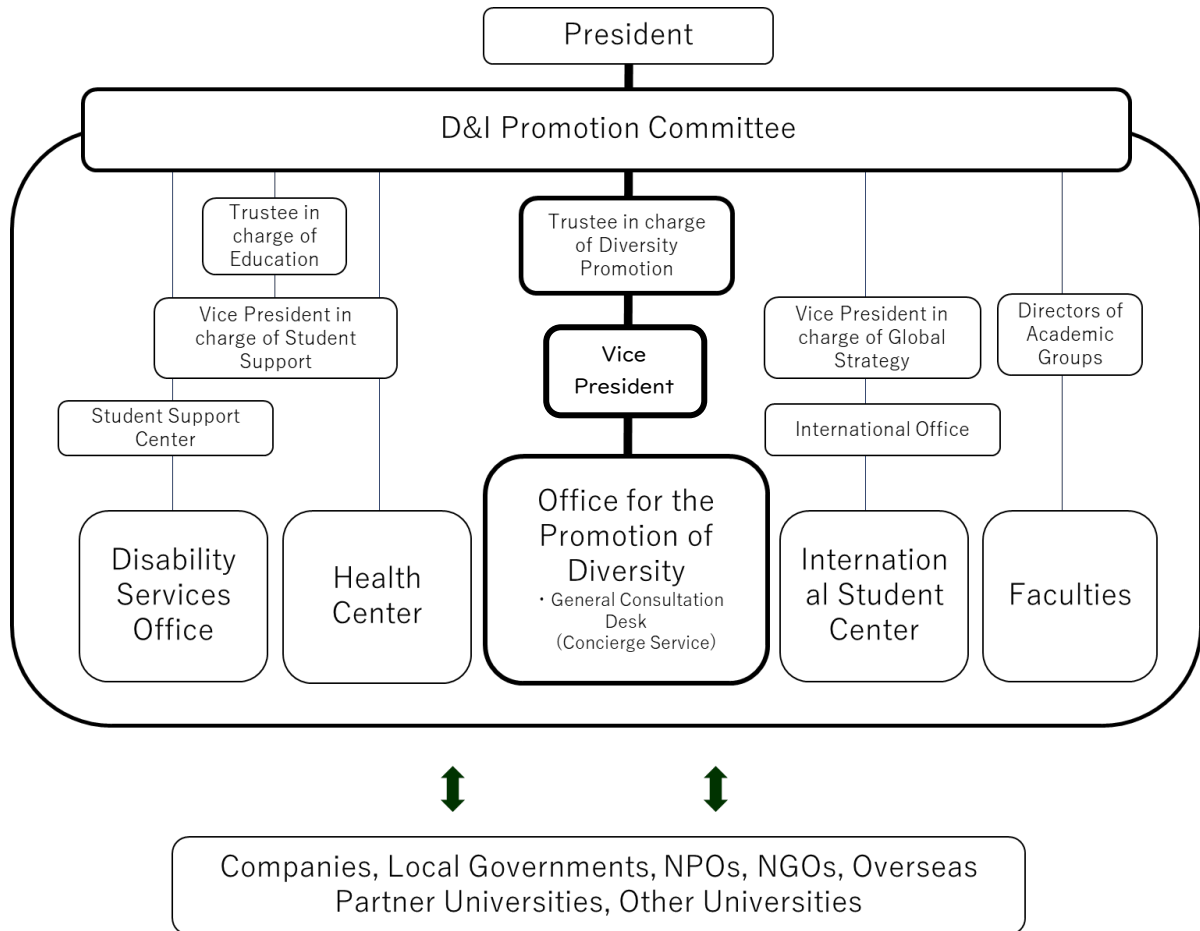 President
D&I Promotion Committee
Trustee in
charge of
Education
Trustee in charge
of Diversity
Promotion
Vice President in
charge of Student
Support
Vice
President
Vice President in
charge of Global
Strategy
Directors of
Academic
Groups
Student Support
Center
International Office
Disability
Services
Office
Health
Center
Office for the
Promotion of
Diversity
・General Consultation
Desk
(Concierge Service)
Internation
al Student
Center
Faculties
Companies, Local Governments, NPOs, NGOs, Overseas
Partner Universities, Other Universities